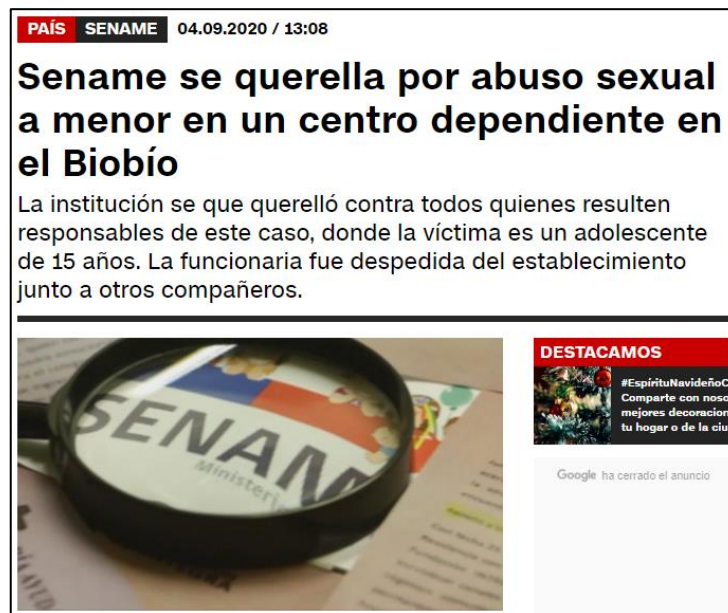 PAÍS SENAME 04.09.2020 / 13:08
Sename se querella por abuso sexual
a menor en un centro dependiente en
el Biobío
La institución se que querelló contra todos quienes resulten
responsables de este caso, donde la víctima es un adolescente
de 15 años. La funcionaria fue despedida del establecimiento
junto a otros compañeros.
SENAM
Ministerio
DESTACAMOS
#EspírituNavideñoC
Comparte con noso
mejores decoracion
tu hogar o de la ciu
Google ha cerrado el anuncio